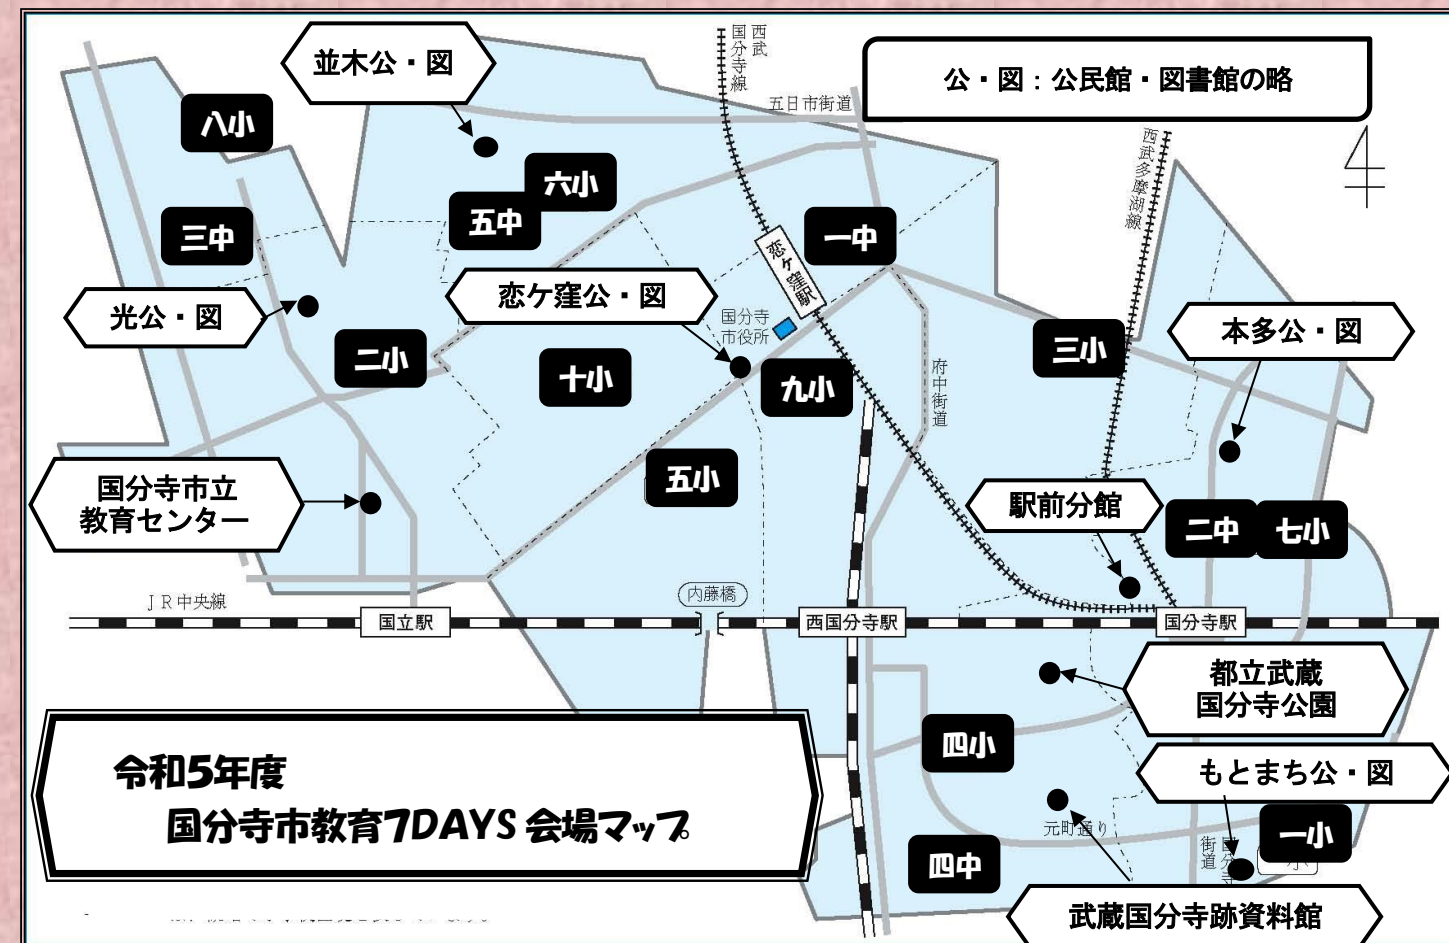 並木公・図
西武
国分寺線
公・図：公民館・図書館の略
五日市街道
八小
西武多摩湖線
六小
五中
三中
一中
恋ヶ窪駅
恋ケ窪公・図
光公・図
国分寺
市役所
本多公・図
三小
二小
十小
九小
府中街道
五小
国分寺市立
教育センター
駅前分館
二中
七小
内藤橋
ＪＲ中央線
国立駅
西国分寺駅
国分寺駅
都立武蔵
国分寺公園
四小
もとまち公・図
令和5年度
国分寺市教育7DAYS 会場マップ
元町通り
一小
四中
武蔵国分寺跡資料館